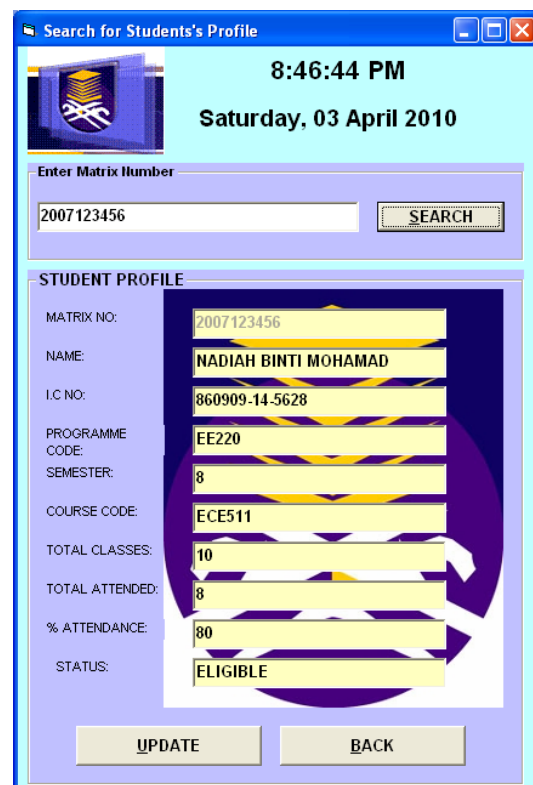 Search for Students's Profile
8:46:44 PM
Saturday, 03 April 2010
Enter Matrix Number
2007123456
SEARCH
STUDENT PROFILE
MATRIX NO:
2007123456
NAME:
NADIAH BINTI MOHAMAD
I.C NO:
860909-14-5628
PROGRAMME
CODE:
EE220
SEMESTER:
8
COURSE CODE:
ECE511
TOTAL CLASSES:
10
TOTAL ATTENDED:
8
% ATTENDANCE:
80
STATUS:
ELIGIBLE
UPDATE
BACK